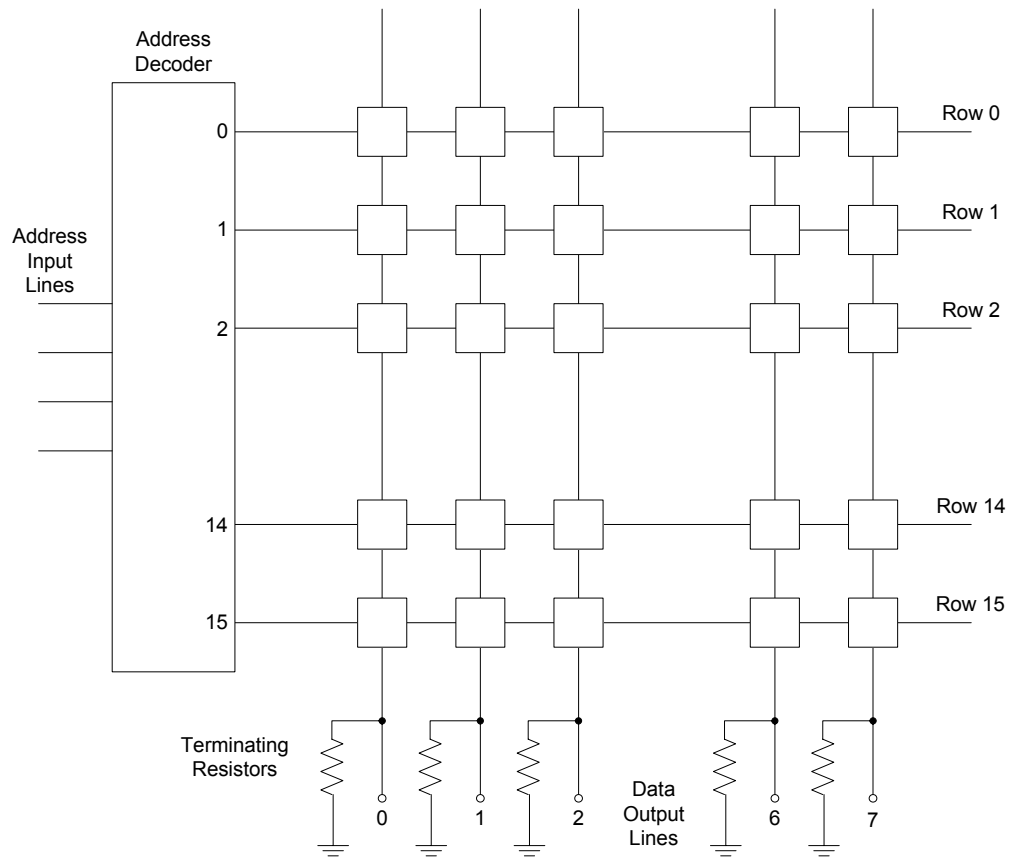 Address
Decoder
0
Row 0
1
Row 1
Address
Input
Lines
2
Row 2
14
Row 14
15
Row 15
Terminating
Resistors
Data
Output
Lines
0
1
2
6
7